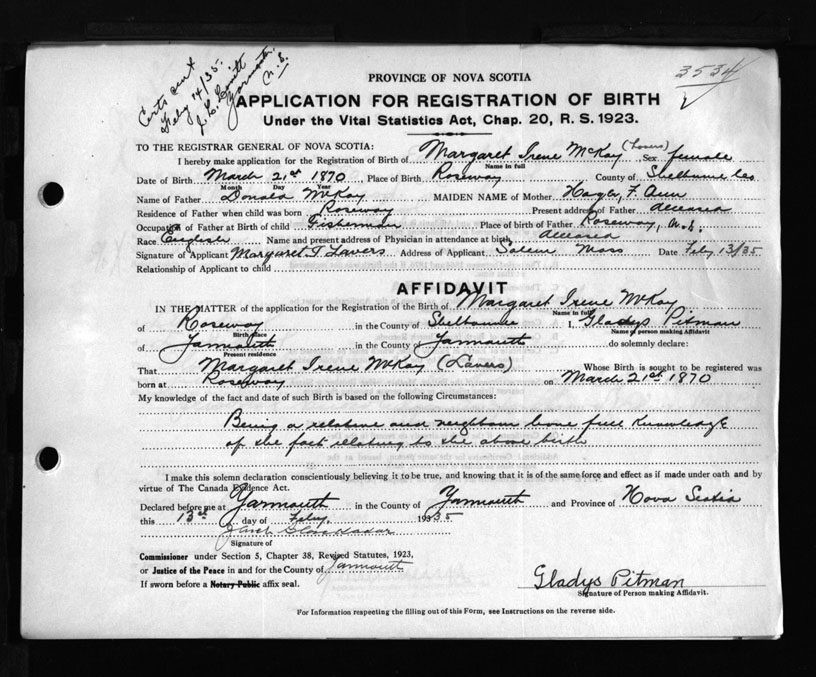 3534
Certs sent
Feby 14/35.
Yarmouth.
N.S.
PROVINCE OF NOVA SCOTIA
APPLICATION FOR REGISTRATION OF BIRTH
Under the Vital Statistics Act, Chap. 20, R. S. 1923.
TO THE REGISTRAR GENERAL OF NOVA SCOTIA:
I hereby make application for the Registration of Birth of Margaret Irene McKay (Lavers) Sex female
Name in full
Date of Birth March 21st 1870 Place of Birth Roseway County of Shelburne
Month Day Year
Name of Father Donald McKay MAIDEN NAME of Mother F. Ann
Residence of Father when child was born Roseway Present address of Father deceased
Occupation of Father at Birth of child Fisherman Place of birth of Father Roseway, N.S.
Race English Name and present address of Physician in attendance at birth deceased
Signature of Applicant Margaret I. Lavers Address of Applicant Salem Mass Date Feby 13/35
Relationship of Applicant to child
AFFIDAVIT
IN THE MATTER of the application for the Registration of the Birth of Margaret Irene McKay
Name in full
of Roseway in the County of Shelburne I, Gladys Pitman
Birth place Name of person making Affidavit
of Yarmouth in the County of Yarmouth do solemnly declare:
Present residence
That Margaret Irene McKay (Lavers) Whose Birth is sought to be registered was
born at Roseway on March 21st 1870
My knowledge of the fact and date of such Birth is based on the following Circumstances:
Being a relative and neighbour have full knowledge
of the fact relating to the above birth
I make this solemn declaration conscientiously believing it to be true, and knowing that it is of the same force and effect as if made under oath and by
virtue of The Canada Evidence Act.
Declared before me at Yarmouth in the County of Yarmouth and Province of Nova Scotia
this 13th day of Feby. 1935
Signature of
Commissioner under Section 5, Chapter 38, Revised Statutes, 1923,
or Justice of the Peace in and for the County of Yarmouth
If sworn before a Notary Public affix seal.
Gladys Pitman
Signature of Person making Affidavit.
For Information respecting the filling out of this Form, see Instructions on the reverse side.